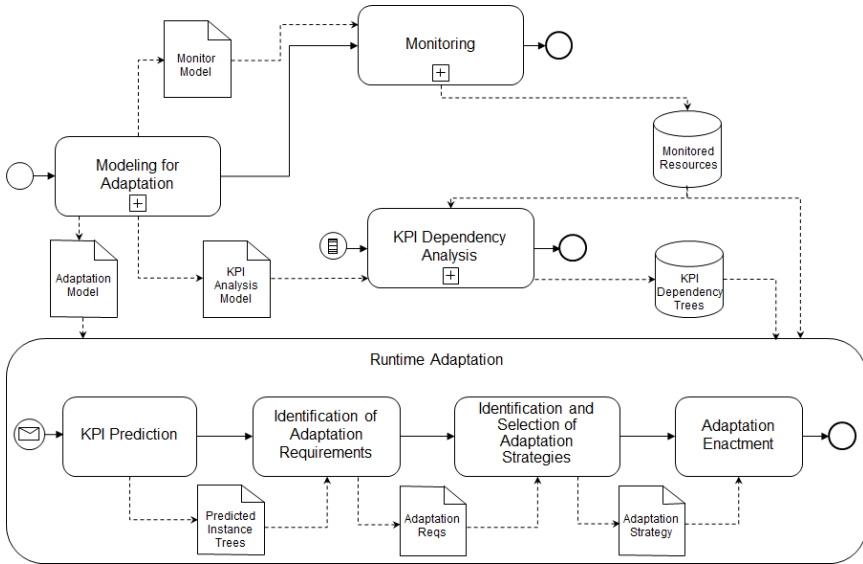 Monitor
Model
Monitoring
Monitored
Resources
Modeling for
Adaptation
Adaptation
Model
KPI
Analysis
Model
KPI Dependency
Analysis
KPI
Dependency
Trees
Runtime Adaptation
KPI Prediction
Identification of
Adaptation
Requirements
Identification and
Selection of
Adaptation
Strategies
Adaptation
Enactment
Predicted
Instance
Trees
Adaptation
Reqs
Adaptation
Strategy